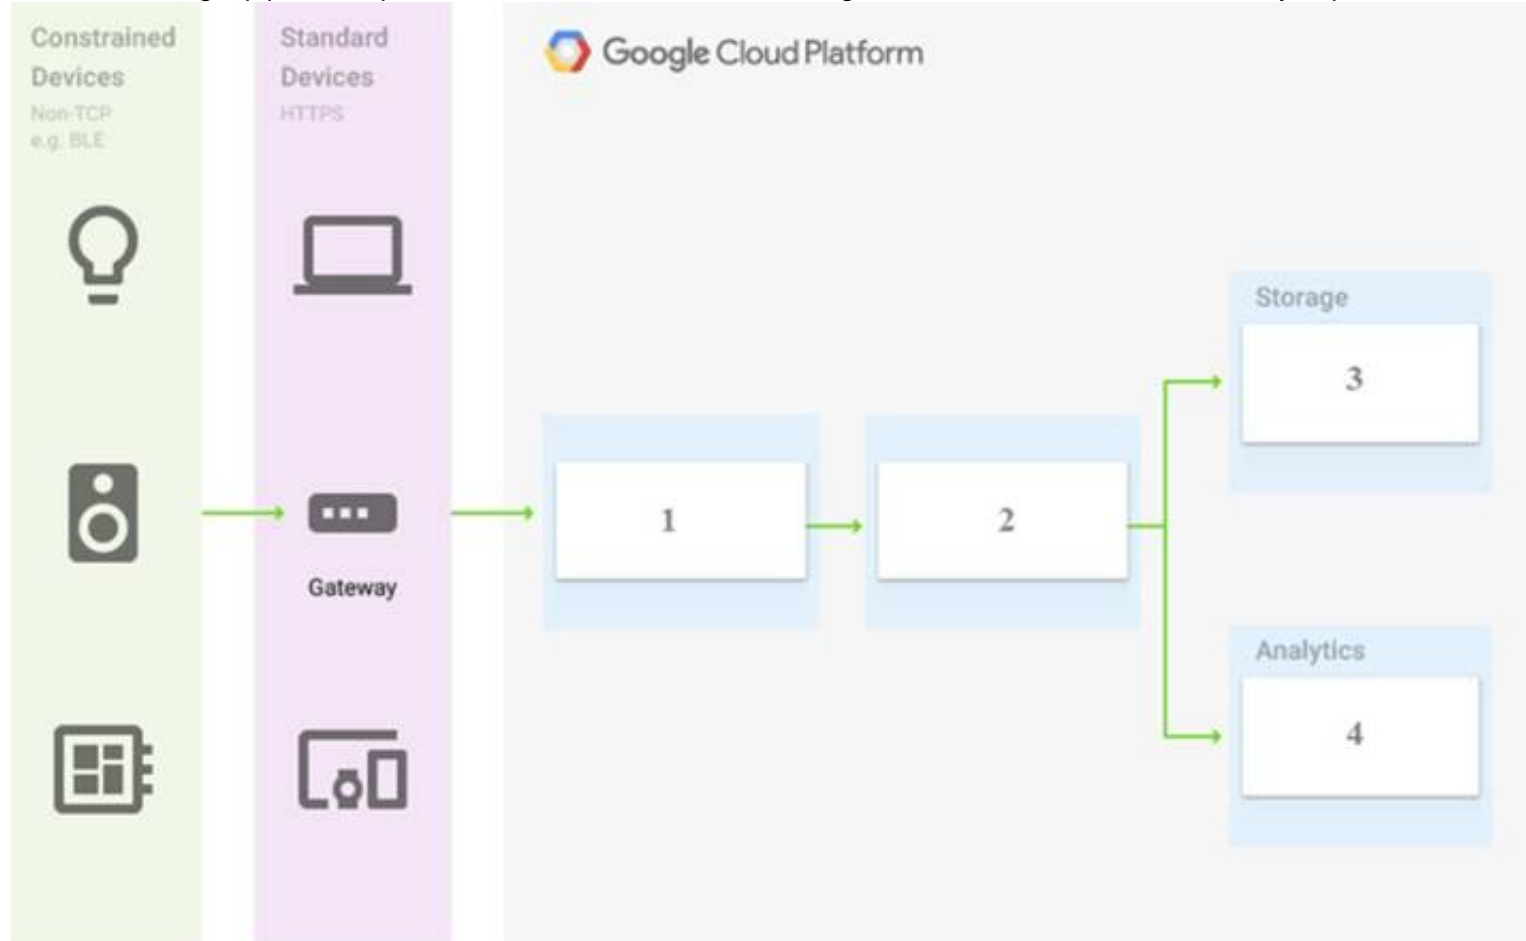 Constrained
Devices
Non-TCP
e.g. BLE
Standard
Devices
HTTPS
Google Cloud Platform
Gateway
1
2
Storage
3
Analytics
4